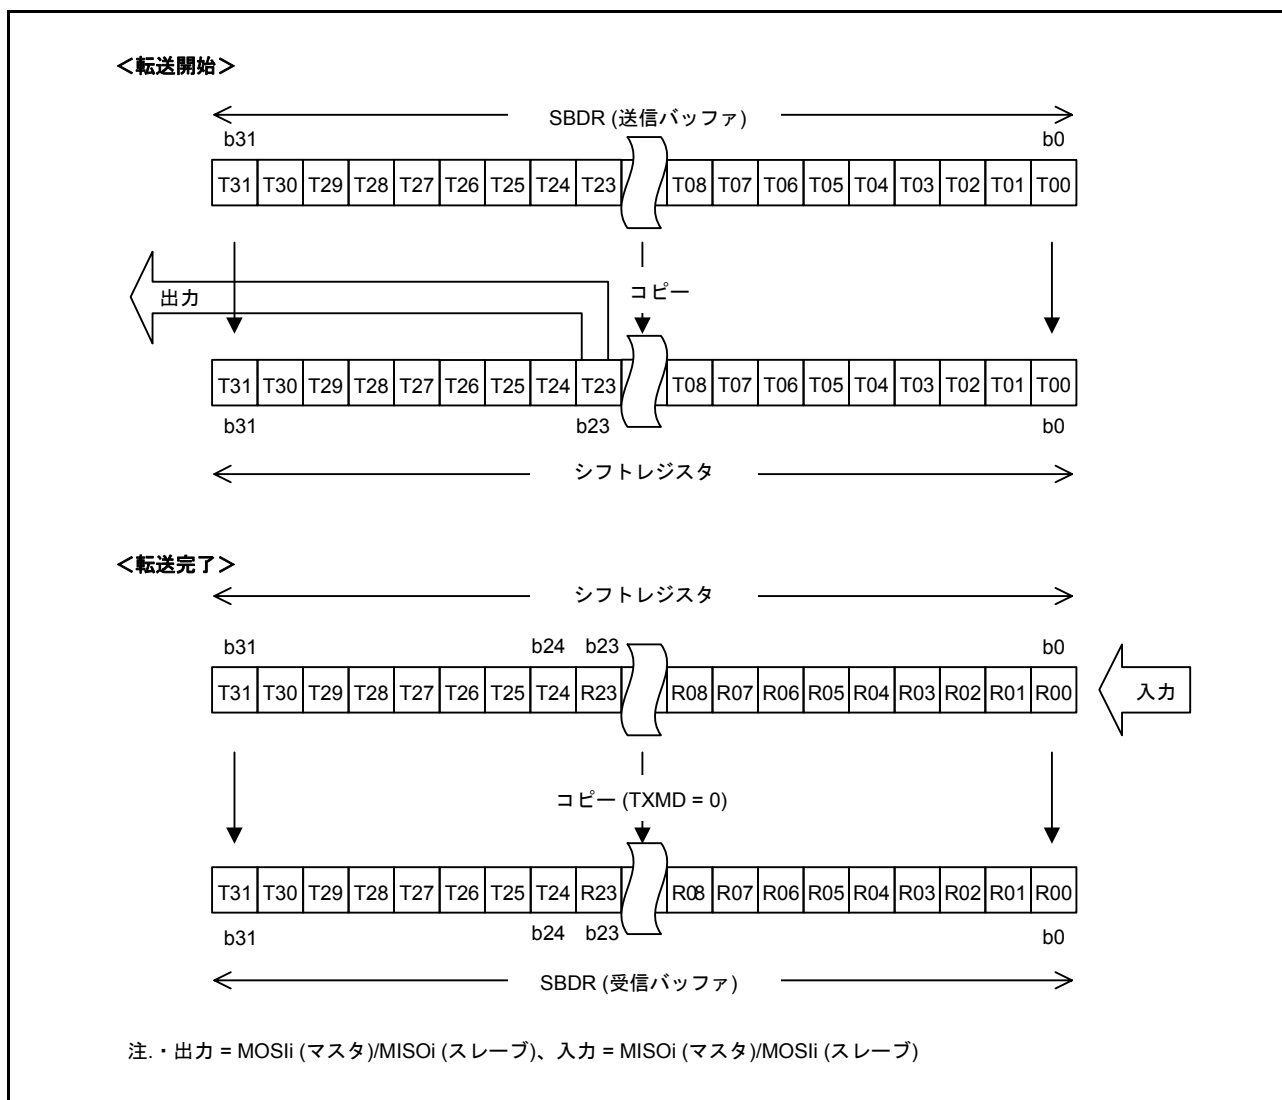 ＜転送開始＞
SBDR (送信バッファ)
b31 b0
T31 T30 T29 T28 T27 T26 T25 T24 T23 T08 T07 T06 T05 T04 T03 T02 T01 T00
出力 コピー
T31 T30 T29 T28 T27 T26 T25 T24 T23 T08 T07 T06 T05 T04 T03 T02 T01 T00
b31 b23 b0
シフトレジスタ
＜転送完了＞
シフトレジスタ
b31 b24 b23 b0
T31 T30 T29 T28 T27 T26 T25 T24 R23 R08 R07 R06 R05 R04 R03 R02 R01 R00 入力
コピー (TXMD = 0)
T31 T30 T29 T28 T27 T26 T25 T24 R23 R08 R07 R06 R05 R04 R03 R02 R01 R00
b31 b24 b23 b0
SBDR (受信バッファ)
注.・出力 = MOSIi (マスタ)/MISOi (スレーブ)、入力 = MISOi (マスタ)/MOSIi (スレーブ)